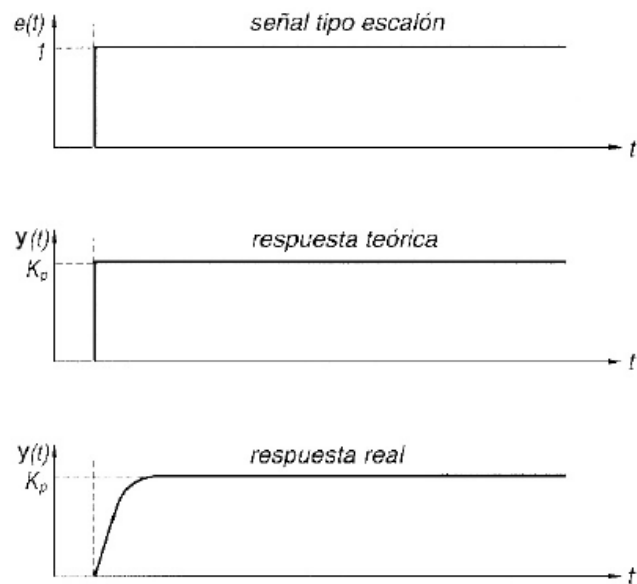 e(t)
señal tipo escalón
1
t
y(t)
respuesta teórica
Kp
t
y(t)
respuesta real
Kp
t